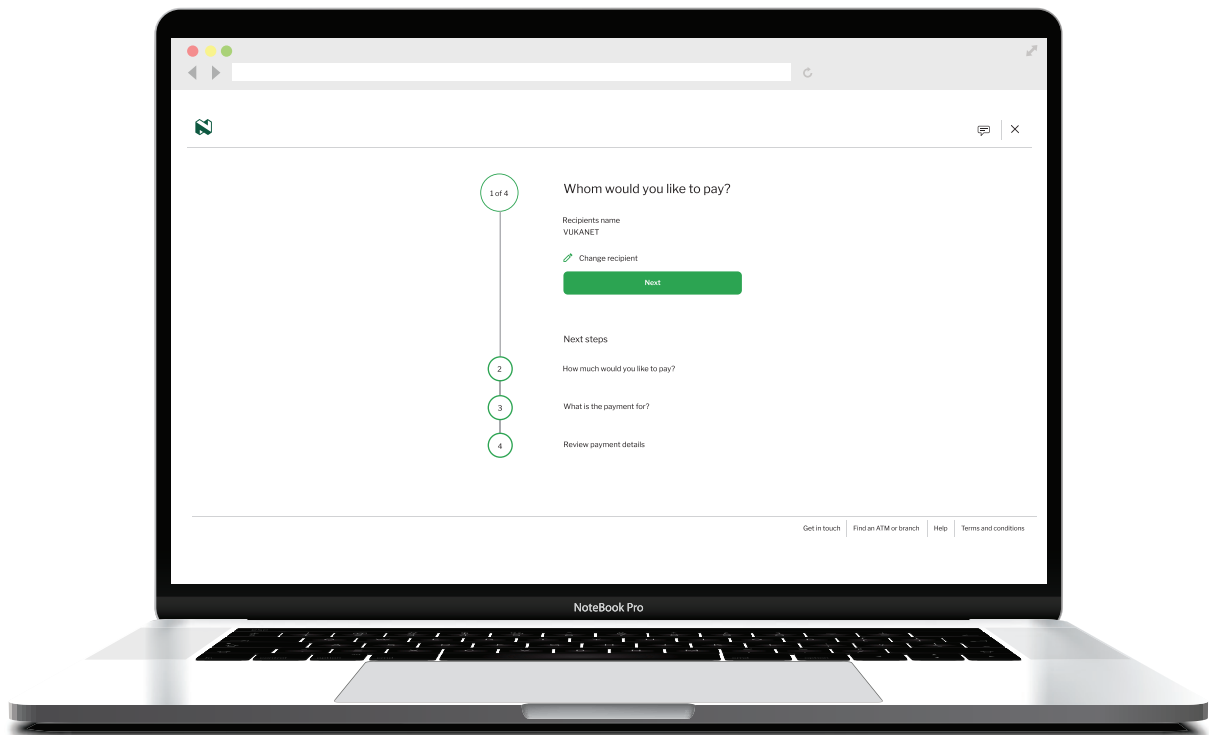 1 of 4
Whom would you like to pay?
Recipients name
VUKANET
Change recipient
Next
Next steps
2
How much would you like to pay?
3
What is the payment for?
4
Review payment details
Get in touch
Find an ATM or branch
Help
Terms and conditions
NoteBook Pro